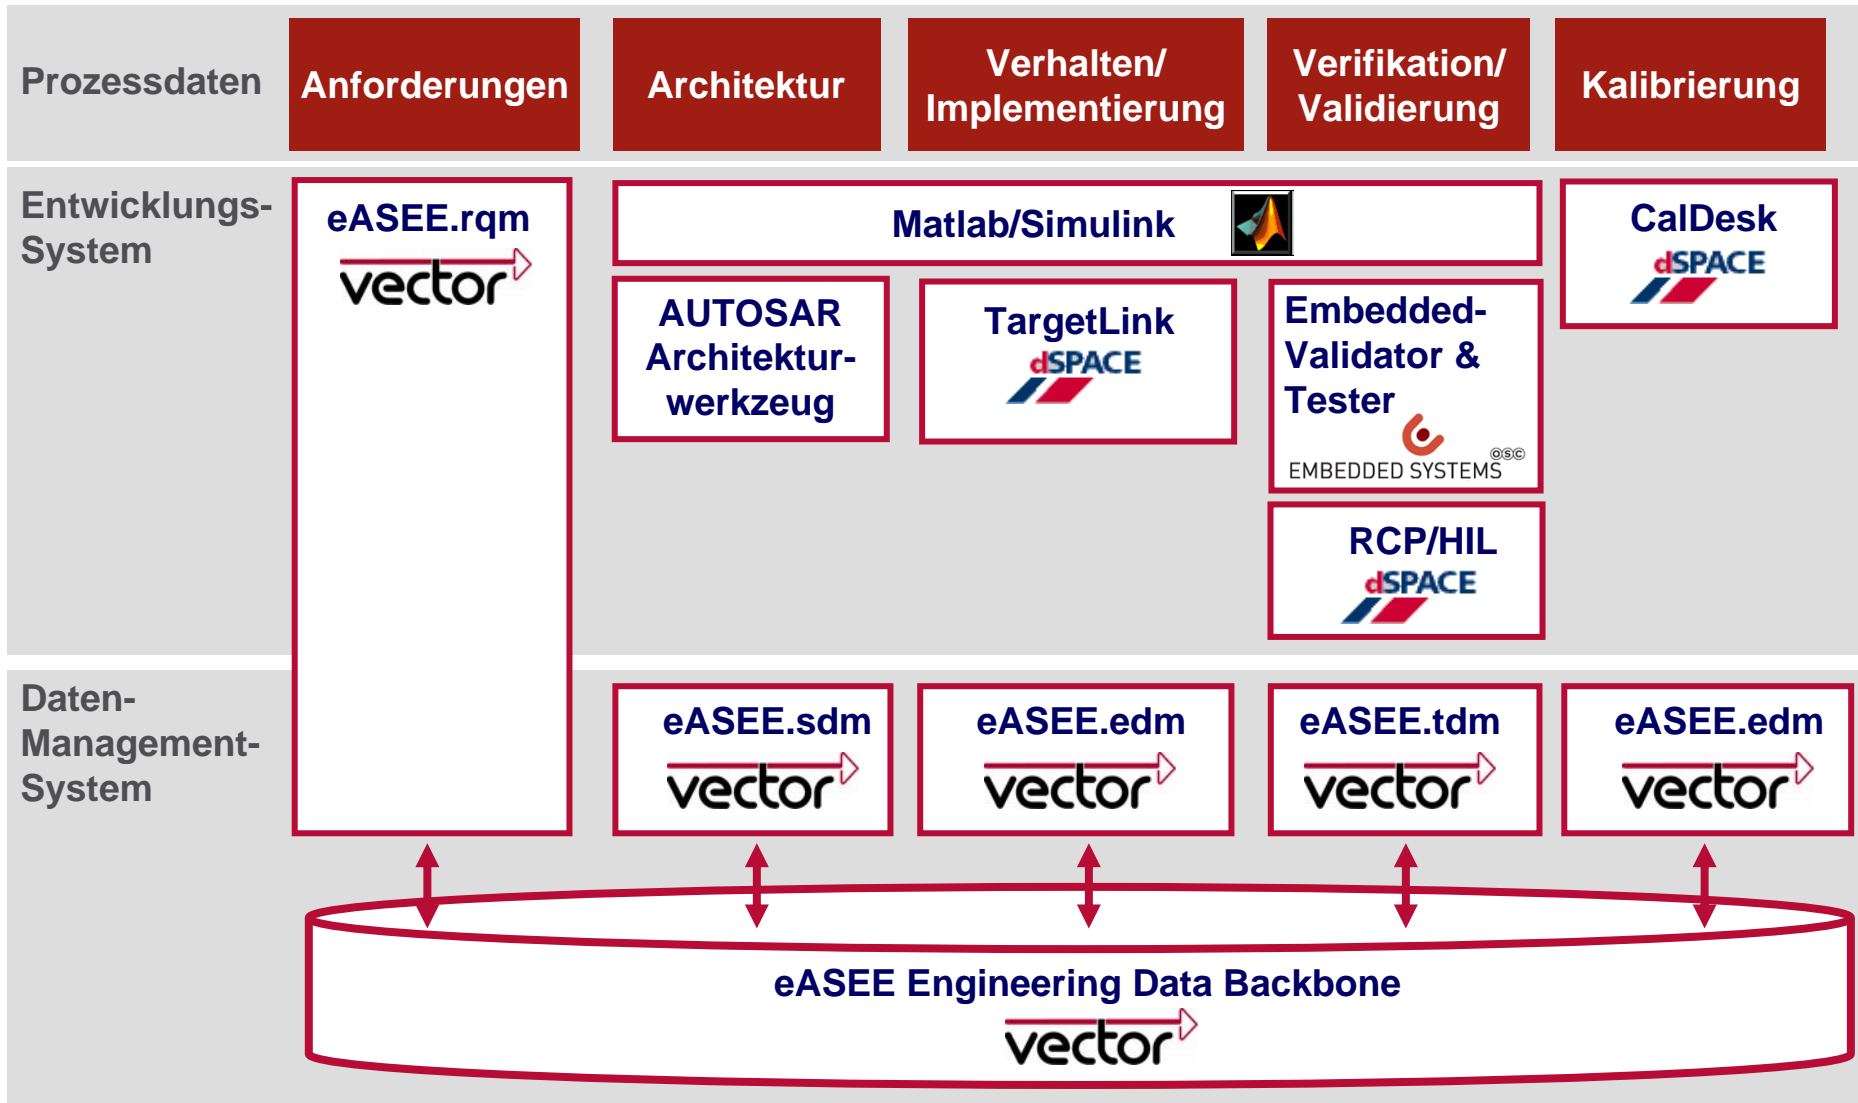 Prozessdaten
Anforderungen
Architektur
Verhalten/
Implementierung
Verifikation/
Validierung
Kalibrierung
Entwicklungs-
System
eASEE.rqm
vector
Matlab/Simulink
CalDesk
dSPACE
AUTOSAR
Architektur-
werkzeug
TargetLink
dSPACE
Embedded-
Validator &
Tester
EMBEDDED SYSTEMS OSC
RCP/HIL
dSPACE
Daten-
Management-
System
eASEE.sdm
vector
eASEE.edm
vector
eASEE.tdm
vector
eASEE.edm
vector
eASEE Engineering Data Backbone
vector